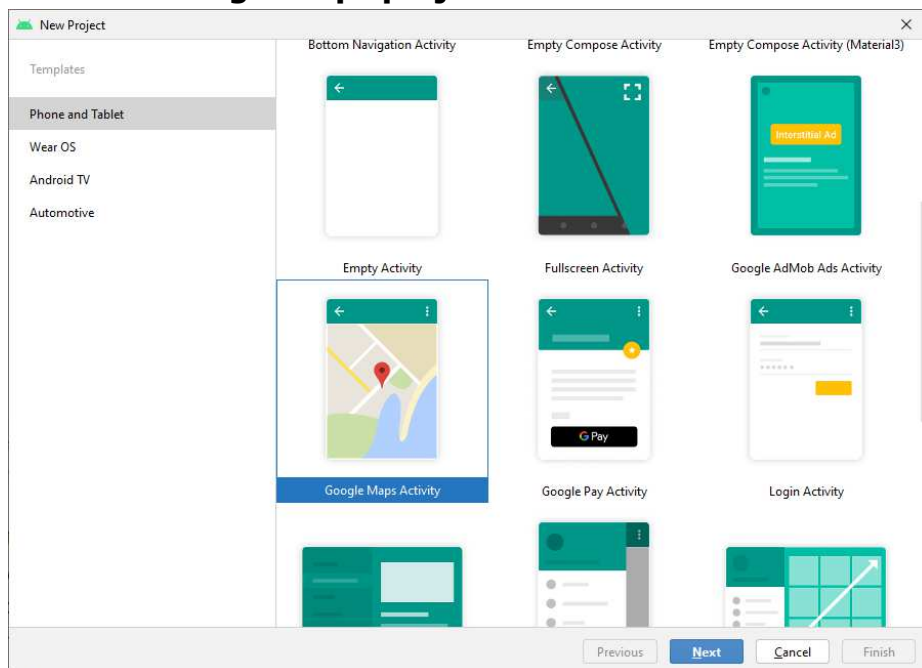 New Project
Templates
Phone and Tablet
Wear OS
Android TV
Automotive
Bottom Navigation Activity
Empty Compose Activity
Empty Compose Activity (Material3)
Interstitial Ad
Empty Activity
Fullscreen Activity
Google AdMob Ads Activity
G Pay
Google Maps Activity
Google Pay Activity
Login Activity
Previous
Next
Cancel
Finish